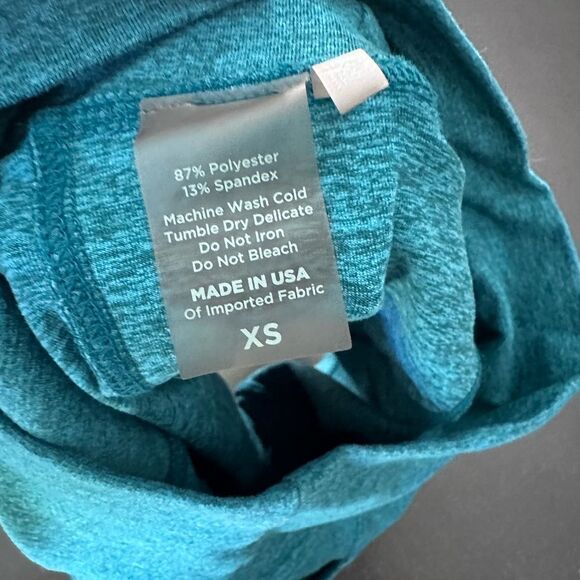 87% Polyester
13% Spandex
Machine Wash Cold
Tumble Dry Delicate
Do Not Iron
Do Not Bleach
MADE IN USA
Of Imported Fabric
XS